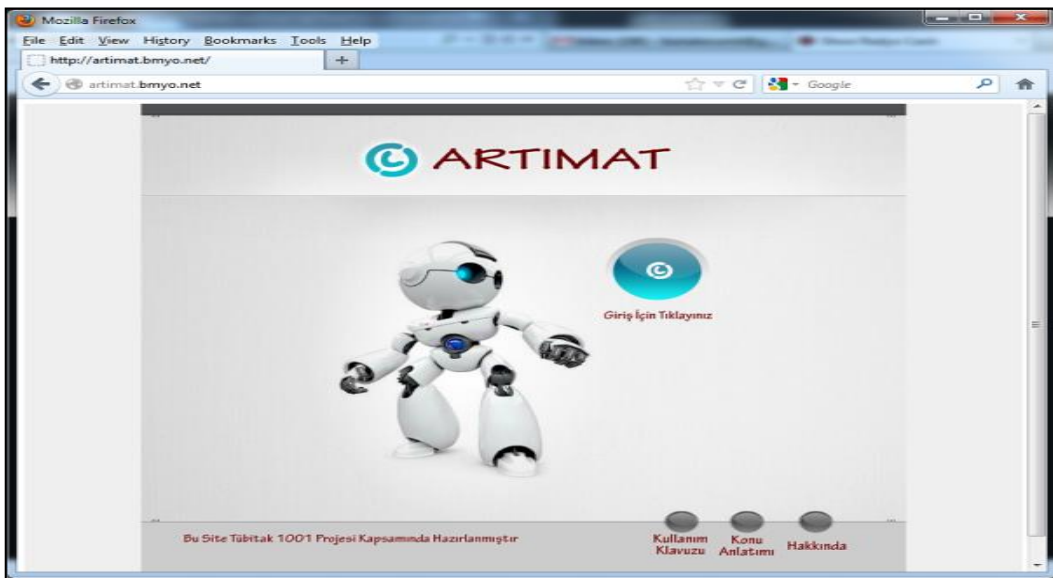 Mozilla Firefox
File Edit View History Bookmarks Tools Help
http://artimat.bmyo.net/ +
artimat.bmyo.net Google
ARTIMAT
Giriş İçin Tıklayınız
Bu Site Tübitak 1001 Projesi Kapsamında Hazırlanmıştır
Kullanım Klavuzu
Konu Anlatımı
Hakkında